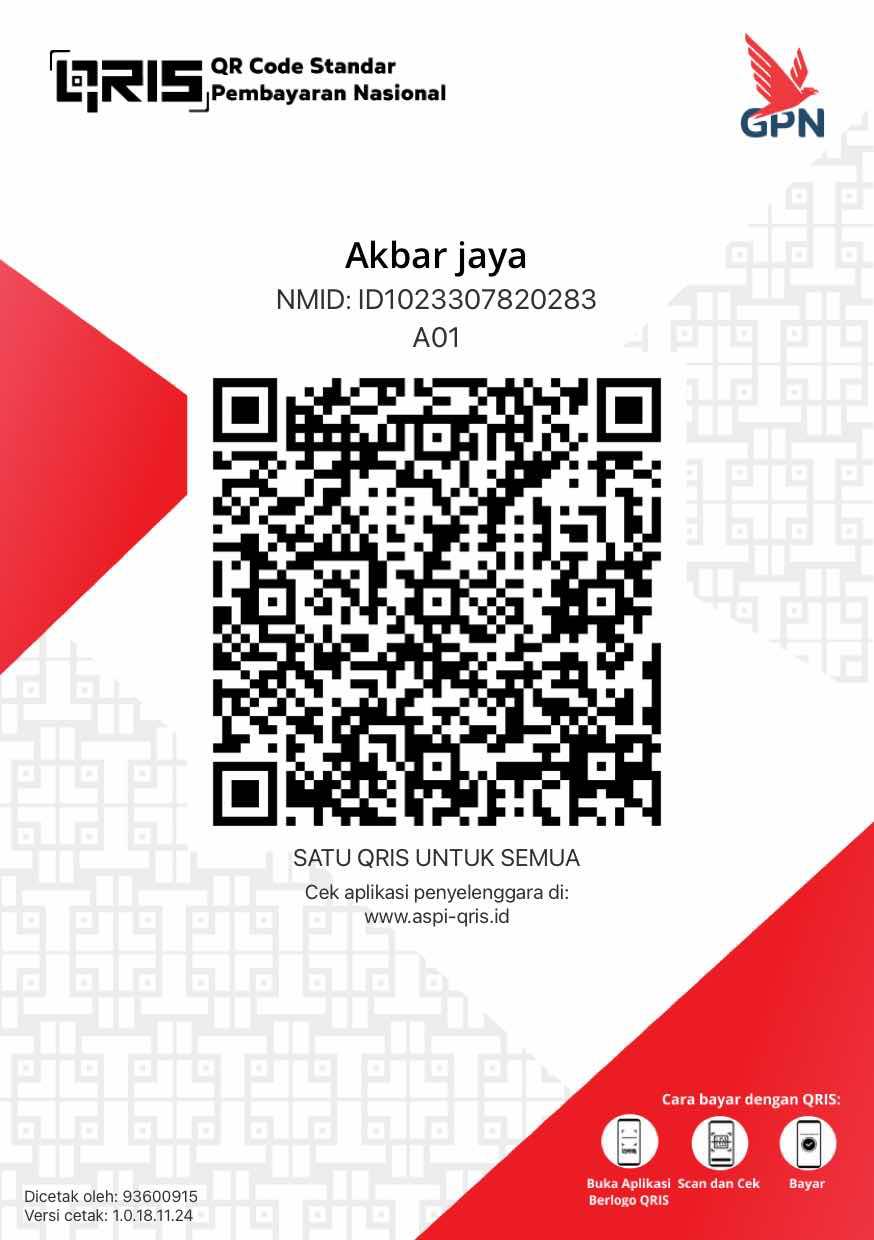 QRIS
QR Code Standar
Pembayaran Nasional
GPN
Akbar jaya
NMID: ID1023307820283
A01
SATU QRIS UNTUK SEMUA
Cek aplikasi penyelenggara di:
www.aspi-qris.id
Cara bayar dengan QRIS:
Buka Aplikasi
Berlogo QRIS
Scan dan Cek
Bayar
Dicetak oleh: 93600915
Versi cetak: 1.0.18.11.24